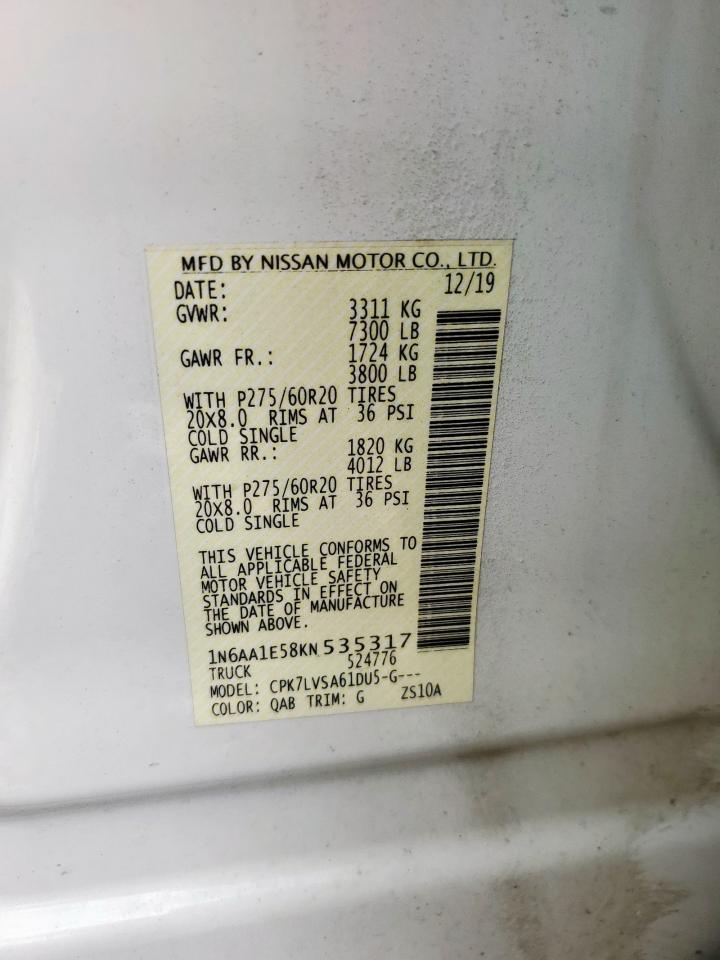 MFD BY NISSAN MOTOR CO., LTD.
DATE: 12/19
GVWR: 3311 KG
7300 LB
GAWR FR.: 1724 KG
3800 LB
WITH P275/60R20 TIRES
20X8.0 RIMS AT 36 PSI
COLD SINGLE
GAWR RR.: 1820 KG
4012 LB
WITH P275/60R20 TIRES
20X8.0 RIMS AT 36 PSI
COLD SINGLE
THIS VEHICLE CONFORMS TO
ALL APPLICABLE FEDERAL
MOTOR VEHICLE SAFETY
STANDARDS IN EFFECT ON
THE DATE OF MANUFACTURE
SHOWN ABOVE.
1N6AA1E58KN535317
TRUCK 524776
MODEL: CPK7LVSA61DU5-G---
COLOR: QAB TRIM: G ZS10A